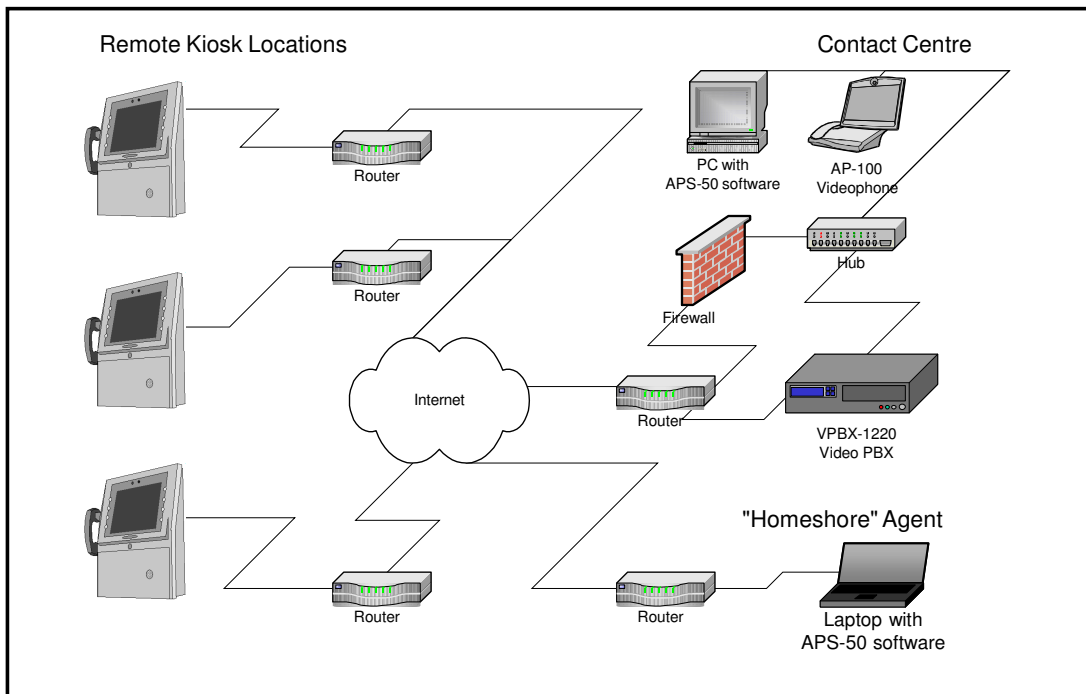 Remote Kiosk Locations
Contact Centre
Router
PC with
APS-50 software
AP-100
Videophone
Router
Hub
Firewall
Internet
Router
VPBX-1220
Video PBX
"Homeshore" Agent
Router
Router
Laptop with
APS-50 software